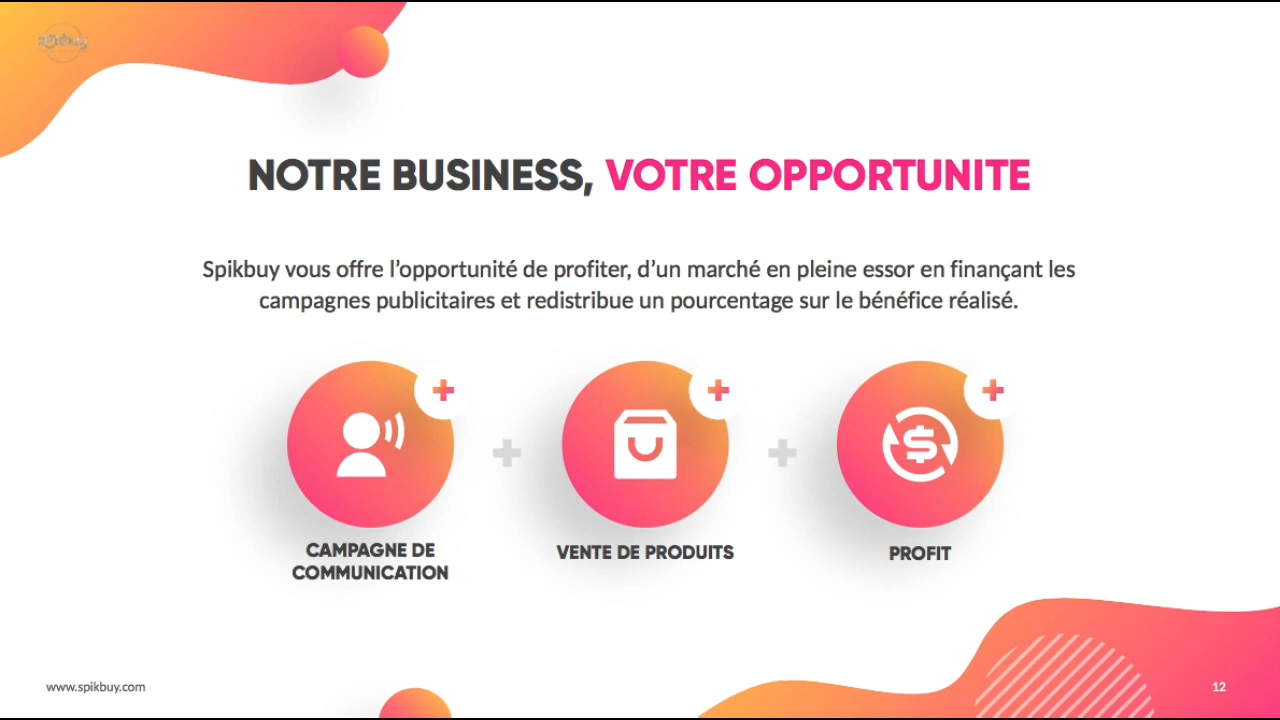 Spikbuy
NOTRE BUSINESS, VOTRE OPPORTUNITE
Spikbuy vous offre l’opportunité de profiter, d’un marché en pleine essor en finançant les
campagnes publicitaires et redistribue un pourcentage sur le bénéfice réalisé.
CAMPAGNE DE
COMMUNICATION
VENTE DE PRODUITS
PROFIT
www.spikbuy.com
12